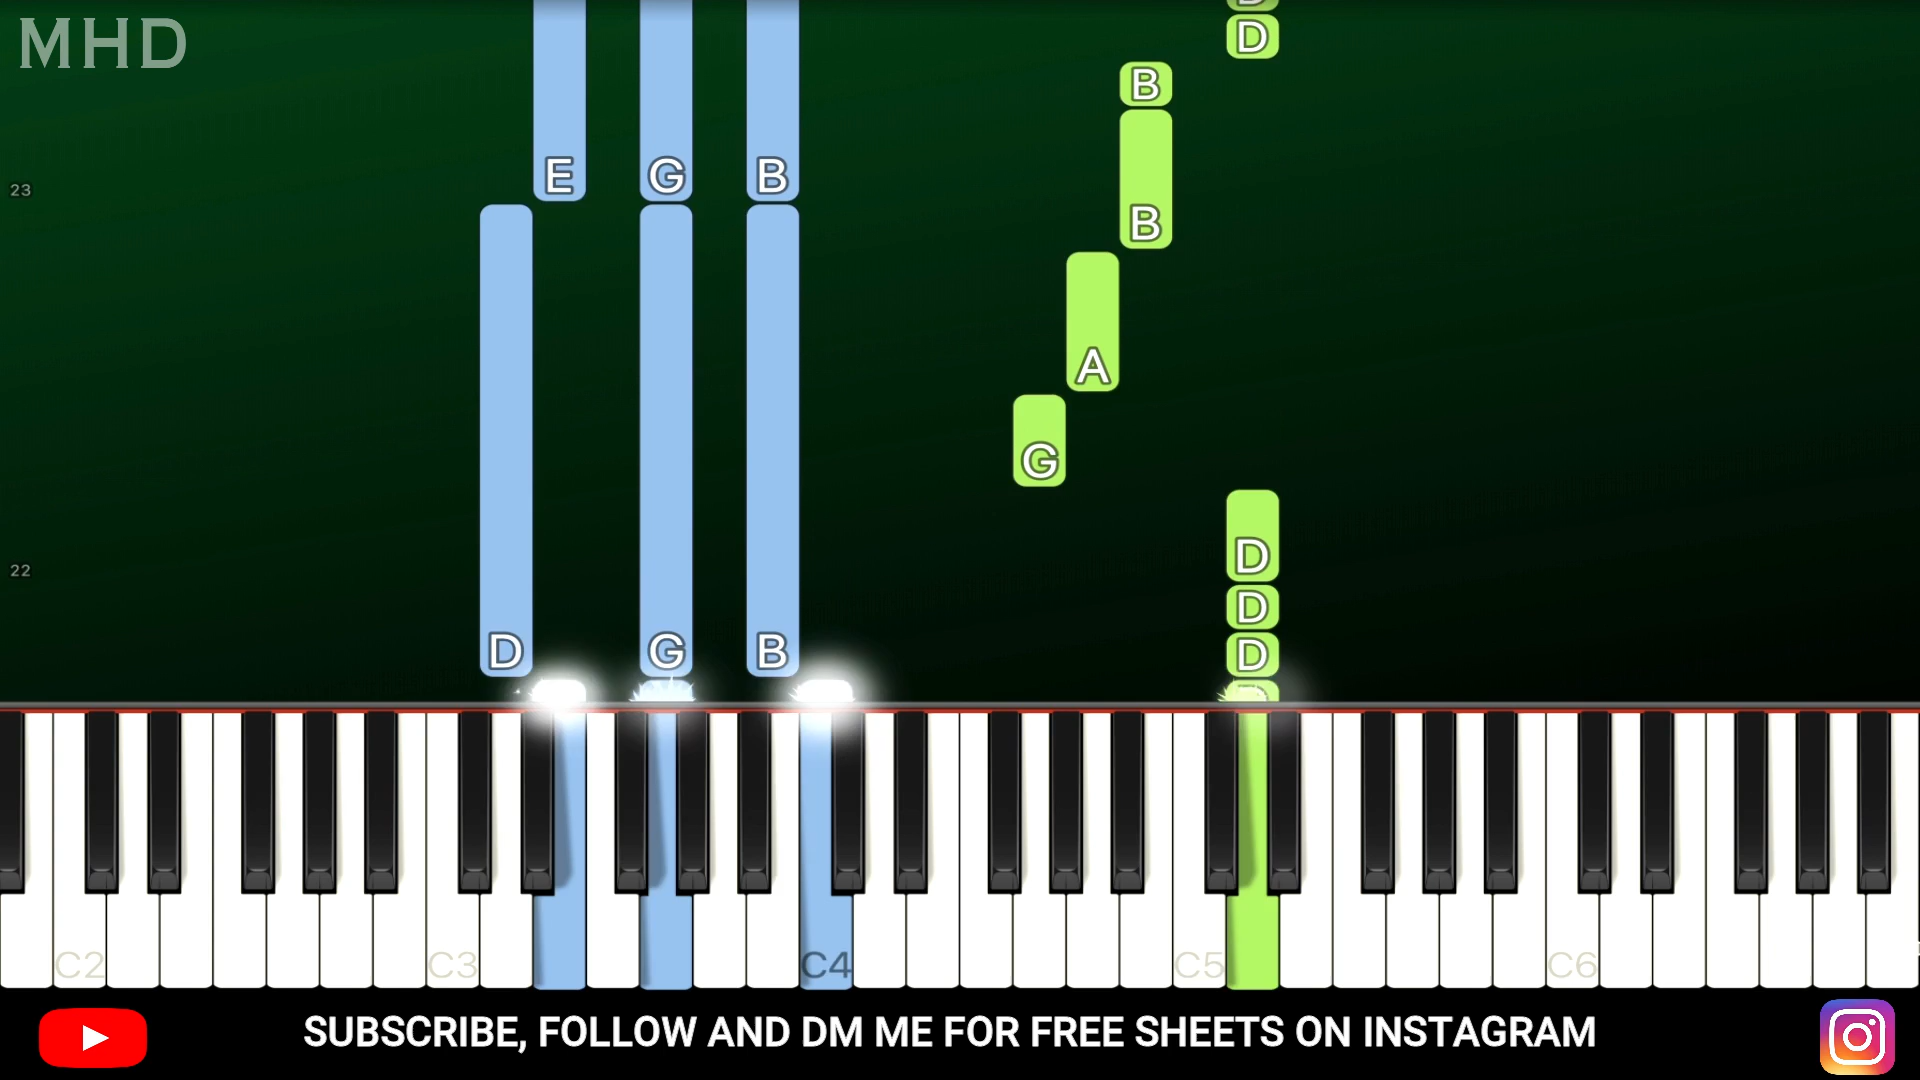 MHD
D
D
B
E G B
23
B
A
G
D
22
D
D G B D
D
C2 C3 C4 C5 C6
SUBSCRIBE, FOLLOW AND DM ME FOR FREE SHEETS ON INSTAGRAM